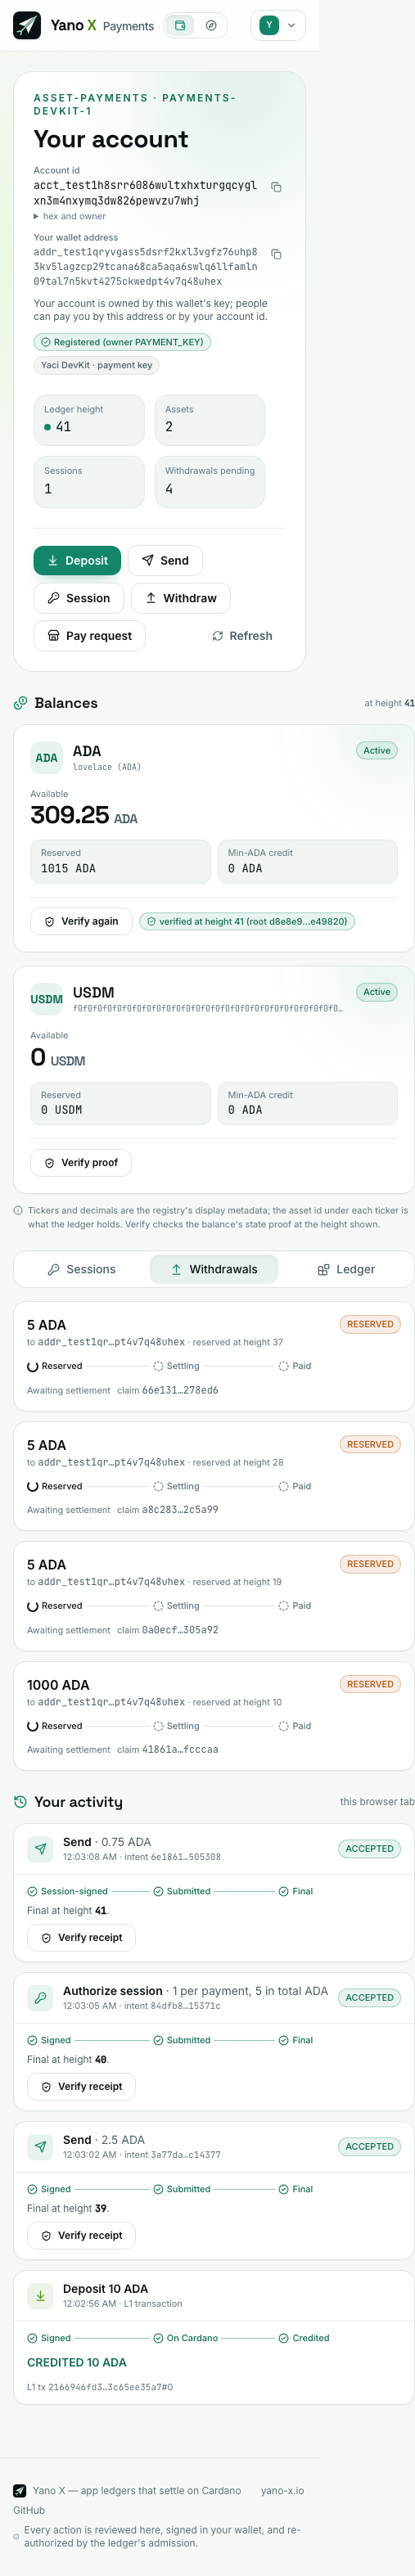 Yano X Payments
Y
ASSET-PAYMENTS · PAYMENTS-
DEVKIT-1
Your account
Account id
acct_test1h8srr6086wultxhxturgqcygl
xn3m4nxymq3dw826pewvzu7whj
hex and owner
Your wallet address
addr_test1qryvgass5dsrf2kxl3vgfz76uhp8
3kv5lagzcp29tcana68ca5aqa6swlq6llfamln
09tal7n5kvt4275ckwedpt4v7q48uhex
Your account is owned by this wallet's key; people
can pay you by this address or by your account id.
Registered (owner PAYMENT_KEY)
Yaci DevKit · payment key
Ledger height
41
Assets
2
Sessions
1
Withdrawals pending
4
Deposit
Send
Session
Withdraw
Pay request
Refresh
Balances
at height 41
ADA
ADA
lovelace (ADA)
Active
Available
309.25 ADA
Reserved
1015 ADA
Min-ADA credit
0 ADA
Verify again
verified at height 41 (root d8e8e9…e49820)
USDM
USDM
f0f0f0f0f0f0f0f0f0f0f0f0f0f0f0f0f0f0f0f0f0f0f0f0f0f0f0f0…
Active
Available
0 USDM
Reserved
0 USDM
Min-ADA credit
0 ADA
Verify proof
Tickers and decimals are the registry's display metadata; the asset id under each ticker is
what the ledger holds. Verify checks the balance's state proof at the height shown.
Sessions
Withdrawals
Ledger
5 ADA
RESERVED
to addr_test1qr…pt4v7q48uhex · reserved at height 37
Reserved
Settling
Paid
Awaiting settlement claim 66e131…278ed6
5 ADA
RESERVED
to addr_test1qr…pt4v7q48uhex · reserved at height 28
Reserved
Settling
Paid
Awaiting settlement claim a8c283…2c5a99
5 ADA
RESERVED
to addr_test1qr…pt4v7q48uhex · reserved at height 19
Reserved
Settling
Paid
Awaiting settlement claim 0a0ecf…305a92
1000 ADA
RESERVED
to addr_test1qr…pt4v7q48uhex · reserved at height 10
Reserved
Settling
Paid
Awaiting settlement claim 41861a…fcccaa
Your activity
this browser tab
Send · 0.75 ADA
ACCEPTED
12:03:08 AM · intent 6e1861…505308
Session-signed
Submitted
Final
Final at height 41.
Verify receipt
Authorize session · 1 per payment, 5 in total ADA
ACCEPTED
12:03:05 AM · intent 84dfb8…15371c
Signed
Submitted
Final
Final at height 40.
Verify receipt
Send · 2.5 ADA
ACCEPTED
12:03:02 AM · intent 3a77da…c14377
Signed
Submitted
Final
Final at height 39.
Verify receipt
Deposit 10 ADA
12:02:56 AM · L1 transaction
Signed
On Cardano
Credited
CREDITED 10 ADA
L1 tx 2166946fd3…3c65ee35a7#0
Yano X — app ledgers that settle on Cardano
yano-x.io
GitHub
Every action is reviewed here, signed in your wallet, and re-
authorized by the ledger's admission.